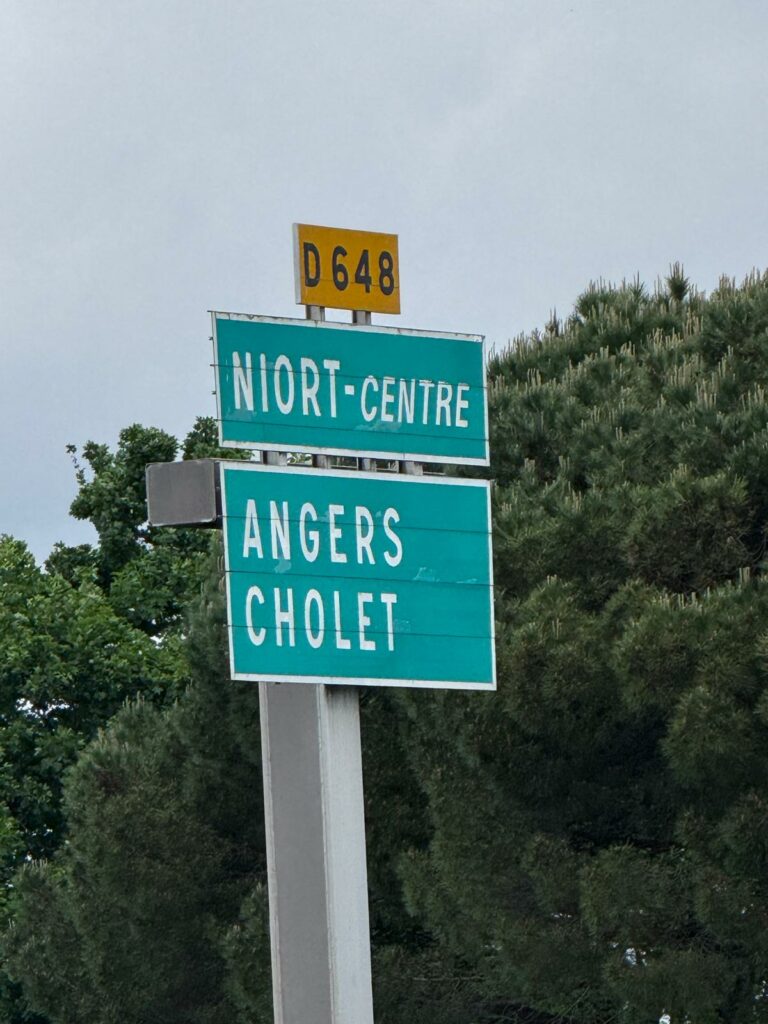 D 648
NIORT-CENTRE
ANGERS
CHOLET